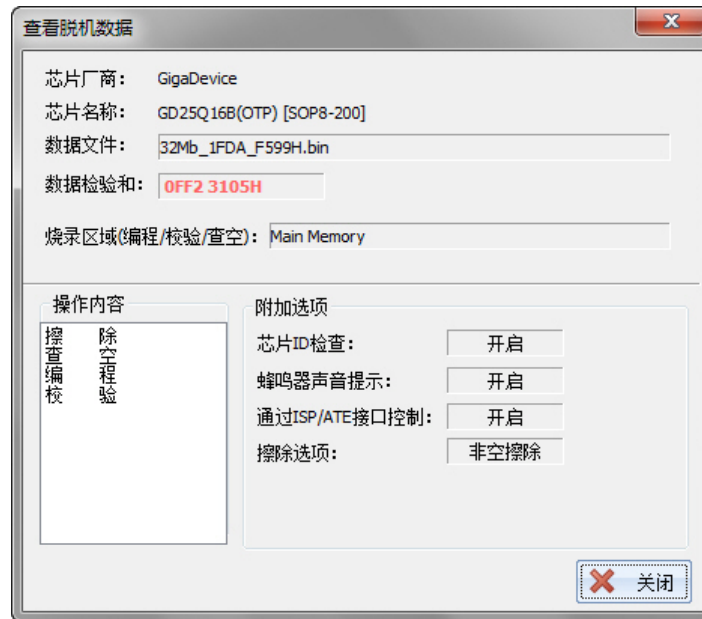 查看脱机数据
芯片厂商： GigaDevice
芯片名称： GD25Q16B(OTP) [SOP8-200]
数据文件： 32Mb_1FDA_F599H.bin
数据检验和： 0FF2 3105H
烧录区域(编程/校验/查空)： Main Memory
操作内容
擦 除
查 空
编 程
校 验
附加选项
芯片ID检查： 开启
蜂鸣器声音提示： 开启
通过ISP/ATE接口控制： 开启
擦除选项： 非空擦除
关闭